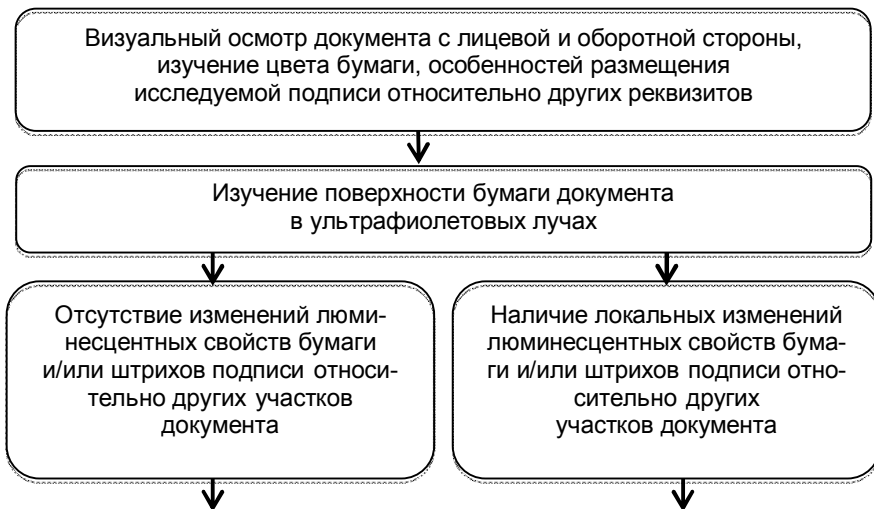 Визуальный осмотр документа с лицевой и оборотной стороны,
изучение цвета бумаги, особенностей размещения
исследуемой подписи относительно других реквизитов
Изучение поверхности бумаги документа
в ультрафиолетовых лучах
Отсутствие изменений люми-
несцентных свойств бумаги
и/или штрихов подписи относи-
тельно других участков
документа
Наличие локальных изменений
люминесцентных свойств бума-
ги и/или штрихов подписи отно-
сительно других
участков документа